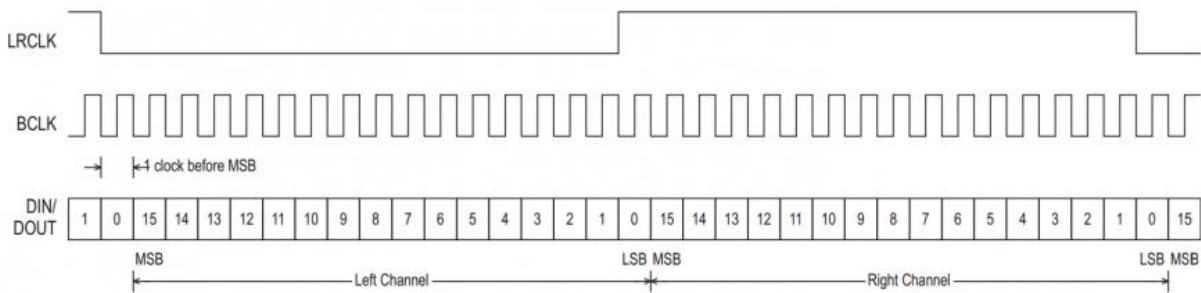 LRCLK
BCLK
1 clock before MSB
DIN/
DOUT
1 0 15 14 13 12 11 10 9 8 7 6 5 4 3 2 1 0 15 14 13 12 11 10 9 8 7 6 5 4 3 2 1 0 15
MSB LSB MSB LSB MSB
Left Channel Right Channel